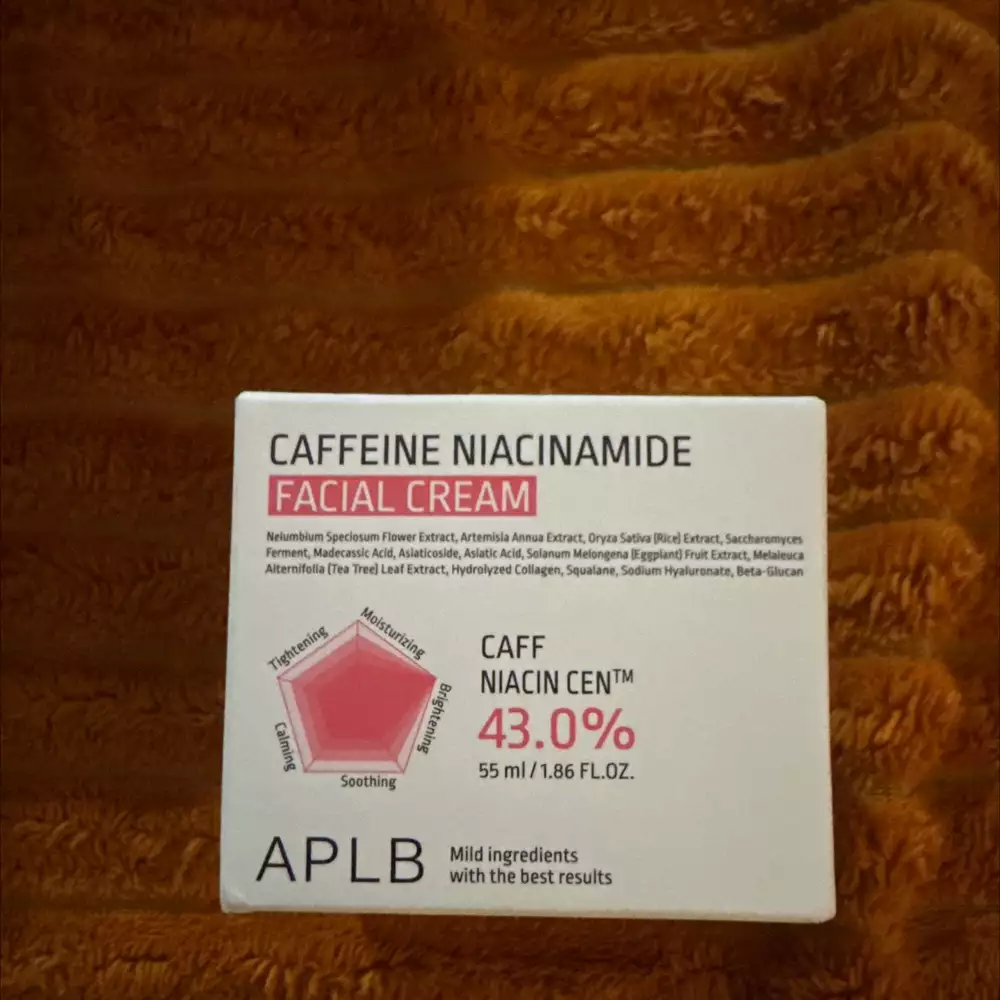 CAFFEINE NIACINAMIDE
FACIAL CREAM
Nelumbium Speciosum Flower Extract, Artemisia Annua Extract, Oryza Sativa (Rice) Extract, Saccharomyces
Ferment, Madecassic Acid, Asiaticoside, Asiatic Acid, Solanum Melongena (Eggplant) Fruit Extract, Melaleuca
Alternifolia (Tea Tree) Leaf Extract, Hydrolyzed Collagen, Squalane, Sodium Hyaluronate, Beta-Glucan
Tightening
Moisturizing
Brightening
Calming
Soothing
CAFF
NIACIN CEN™
43.0%
55 ml / 1.86 FL.OZ.
APLB
Mild ingredients
with the best results